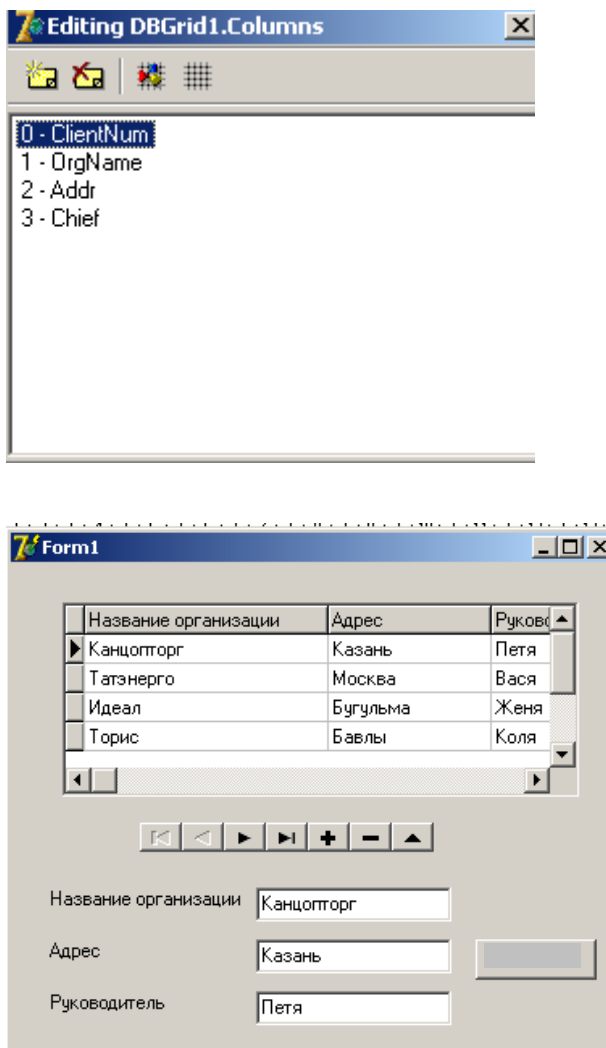 Editing DBGrid1.Columns
0 - ClientNum
1 - OrgName
2 - Addr
3 - Chief
Form1
Название организации Адрес
Канцопторг Казань Петя
Татэнерго Москва Вася
Идеал Бугульма Женя
Торис Бавлы Коля
Название организации Канцопторг
Адрес Казань
Руководитель Петя